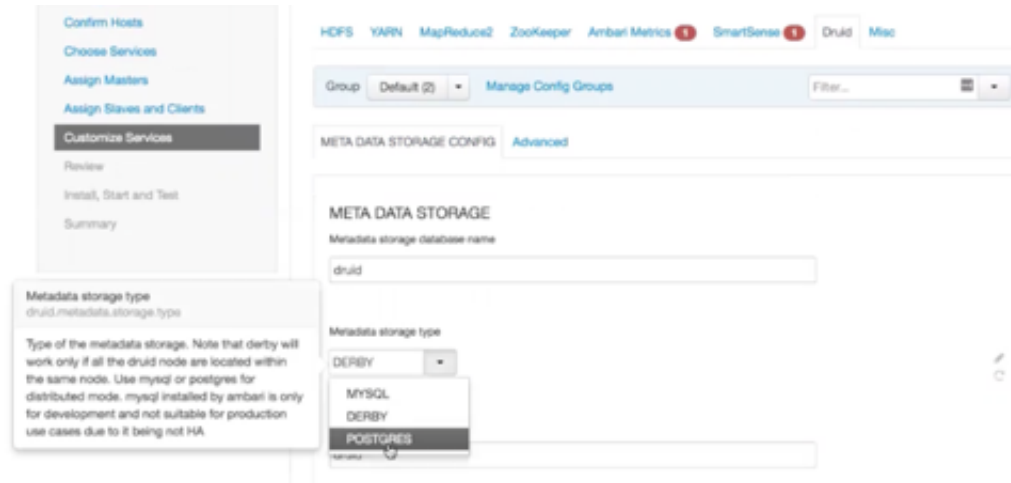 Confirm Hosts
Choose Services
Assign Masters
Assign Slaves and Clients
Customize Services
Review
Install, Start and Test
Summary
HDFS YARN MapReduce2 ZooKeeper Ambari Metrics 1 SmartSense 1 Druid Misc
Group Default (2) Manage Config Groups Filter...
META DATA STORAGE CONFIG Advanced
META DATA STORAGE
Metadata storage database name
druid
Metadata storage type
DERBY
MYSQL
DERBY
POSTGRES
druid
Metadata storage type
druid.metadata.storage.type
Type of the metadata storage. Note that derby will
work only if all the druid node are located within
the same node. Use mysql or postgres for
distributed mode. mysql installed by ambari is only
for development and not suitable for production
use cases due to it being not HA